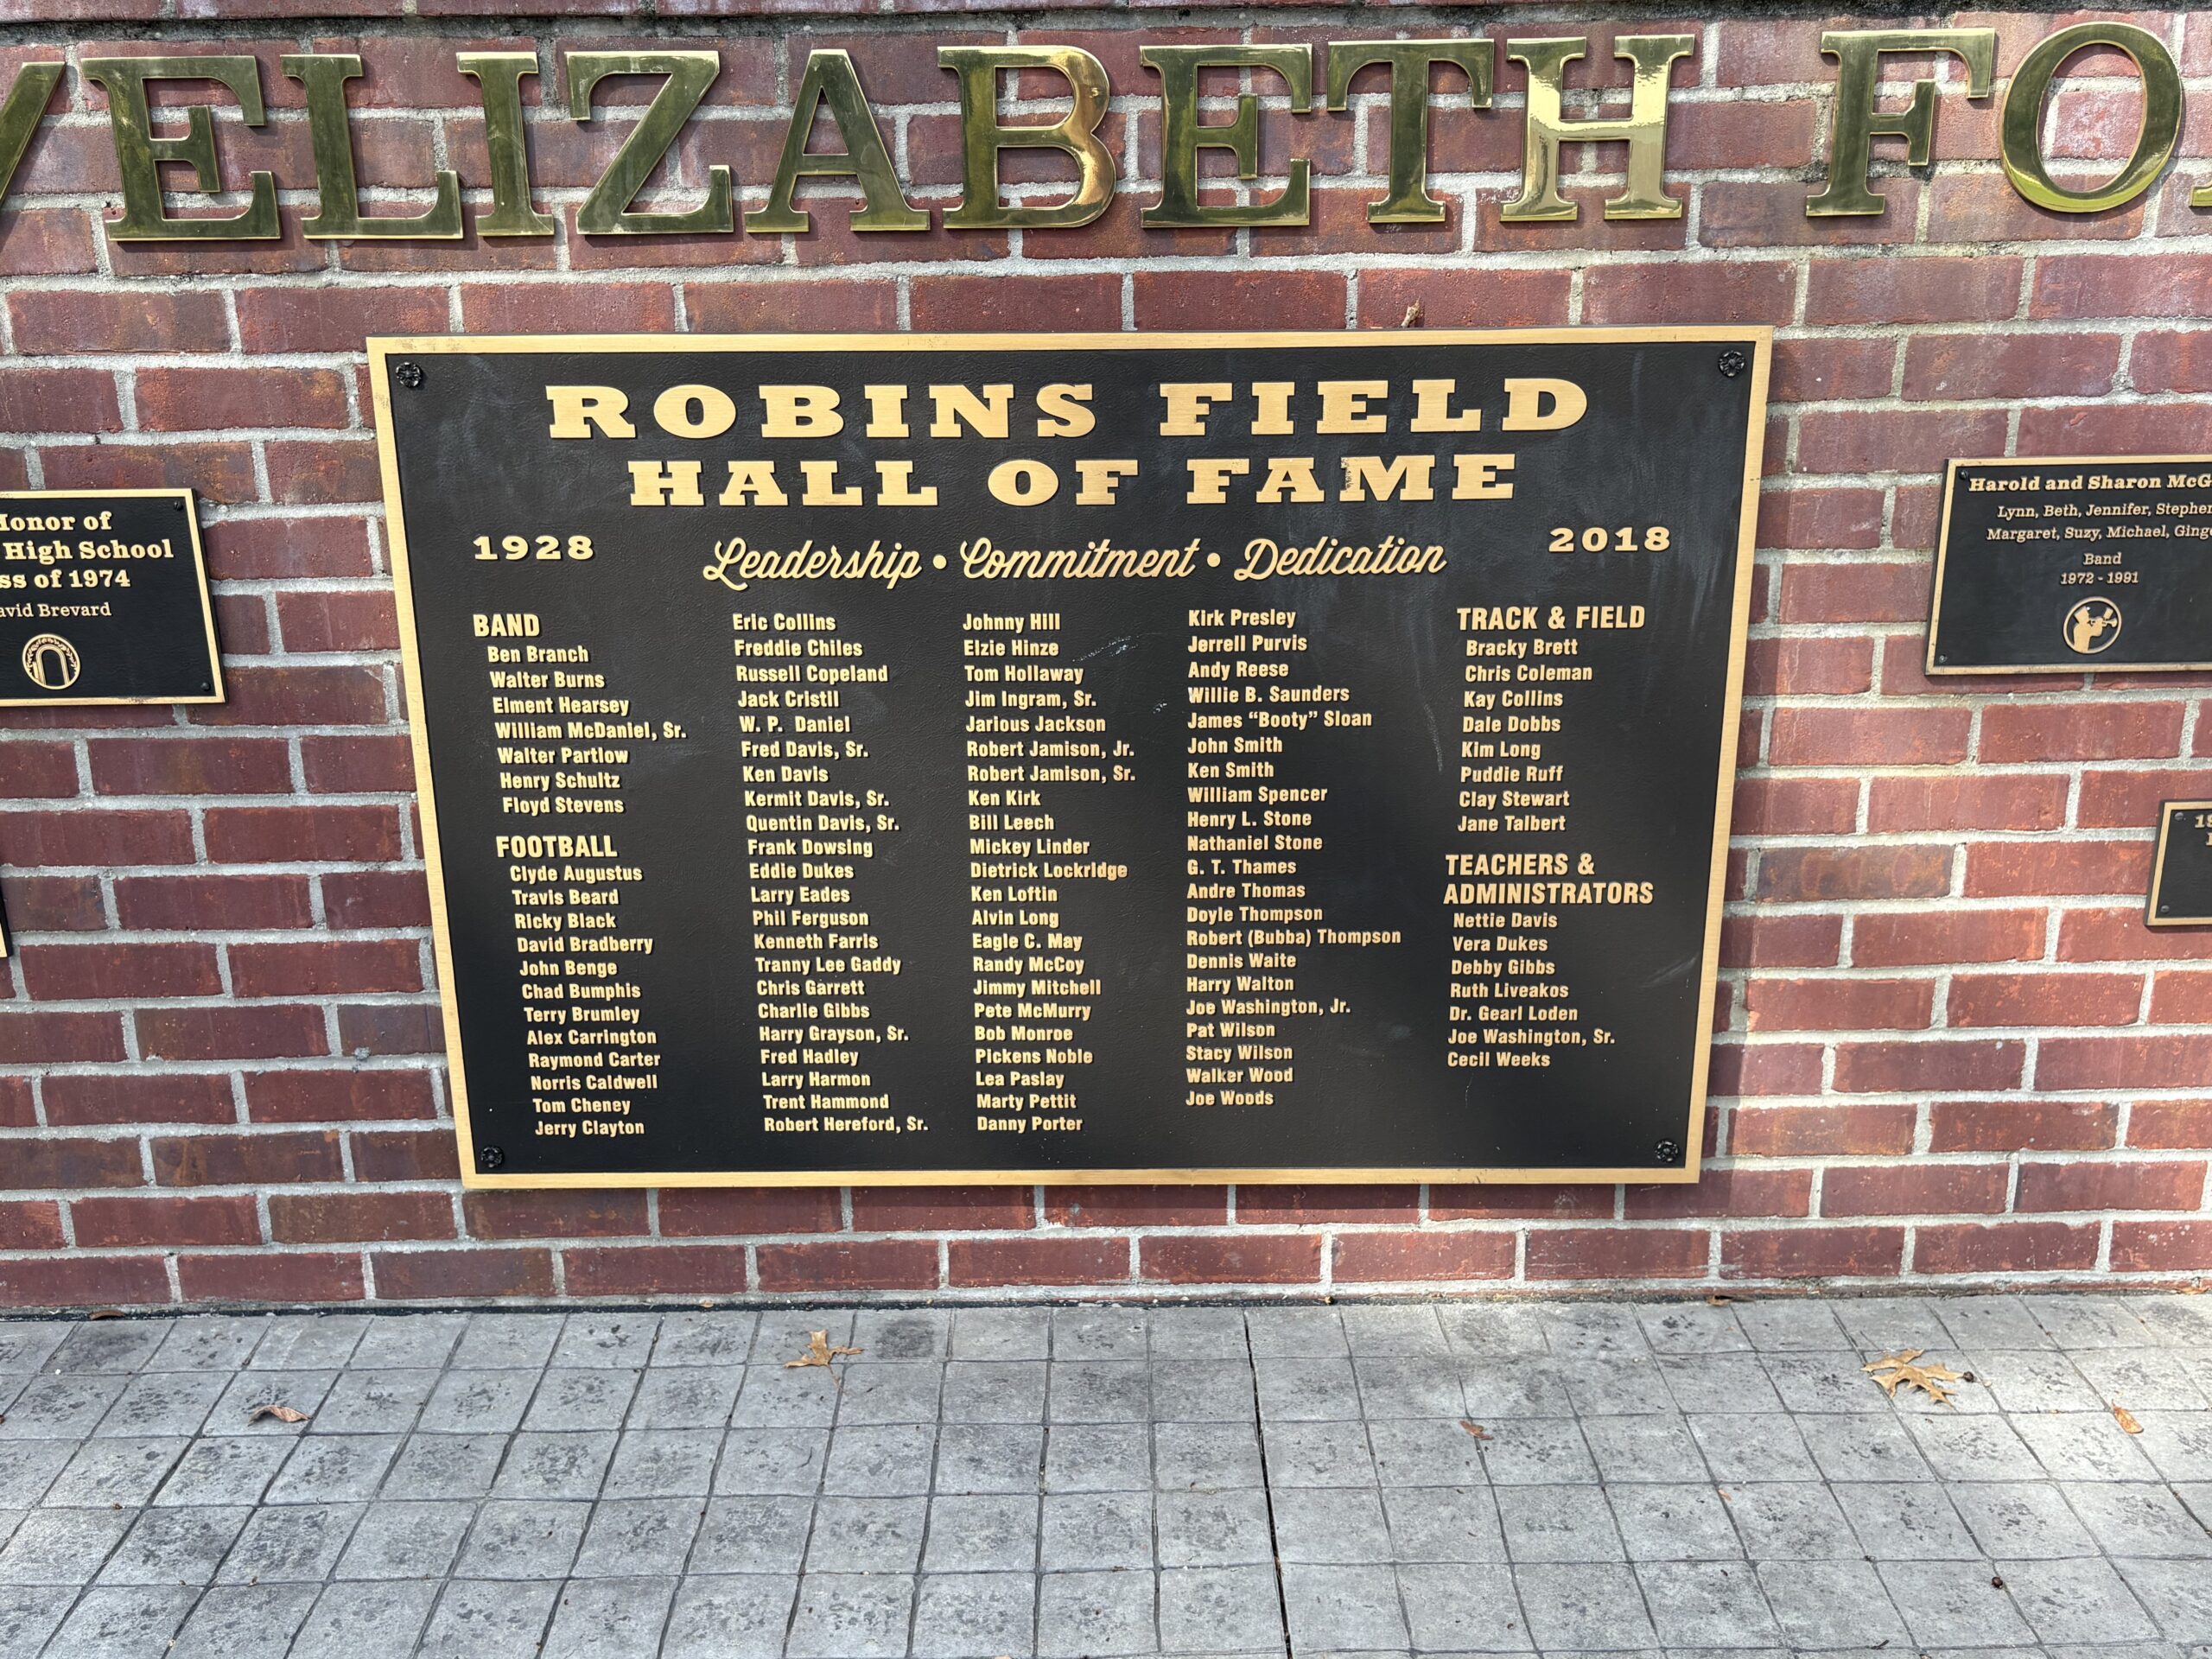 ELIZABETH FO
ROBINS FIELD
HALL OF FAME
1928
Leadership • Commitment • Dedication
2018
BAND
Ben Branch
Walter Burns
Elment Hearsey
William McDaniel, Sr.
Walter Partlow
Henry Schultz
Floyd Stevens
FOOTBALL
Clyde Augustus
Travis Beard
Ricky Black
David Bradberry
John Benge
Chad Bumphis
Terry Brumley
Alex Carrington
Raymond Carter
Norris Caldwell
Tom Cheney
Jerry Clayton
Eric Collins
Freddie Chiles
Russell Copeland
Jack Cristil
W. P. Daniel
Fred Davis, Sr.
Ken Davis
Kermit Davis, Sr.
Quentin Davis, Sr.
Frank Dowsing
Eddie Dukes
Larry Eades
Phil Ferguson
Kenneth Farris
Tranny Lee Gaddy
Chris Garrett
Charlie Gibbs
Harry Grayson, Sr.
Fred Hadley
Larry Harmon
Trent Hammond
Robert Hereford, Sr.
Johnny Hill
Elzie Hinze
Tom Hollaway
Jim Ingram, Sr.
Jarious Jackson
Robert Jamison, Jr.
Robert Jamison, Sr.
Ken Kirk
Bill Leech
Mickey Linder
Dietrick Lockridge
Ken Loftin
Alvin Long
Eagle C. May
Randy McCoy
Jimmy Mitchell
Pete McMurry
Bob Monroe
Pickens Noble
Lea Paslay
Marty Pettit
Danny Porter
Kirk Presley
Jerrell Purvis
Andy Reese
Willie B. Saunders
James “Booty” Sloan
John Smith
Ken Smith
William Spencer
Henry L. Stone
Nathaniel Stone
G. T. Thames
Andre Thomas
Doyle Thompson
Robert (Bubba) Thompson
Dennis Waite
Harry Walton
Joe Washington, Jr.
Pat Wilson
Stacy Wilson
Walker Wood
Joe Woods
TRACK & FIELD
Bracky Brett
Chris Coleman
Kay Collins
Dale Dobbs
Kim Long
Puddie Ruff
Clay Stewart
Jane Talbert
TEACHERS &
ADMINISTRATORS
Nettie Davis
Vera Dukes
Debby Gibbs
Ruth Liveakos
Dr. Gearl Loden
Joe Washington, Sr.
Cecil Weeks
Honor of
High School
ss of 1974
avid Brevard
Harold and Sharon McG
Lynn, Beth, Jennifer, Stephen
Margaret, Suzy, Michael, Ging
Band
1972 - 1991